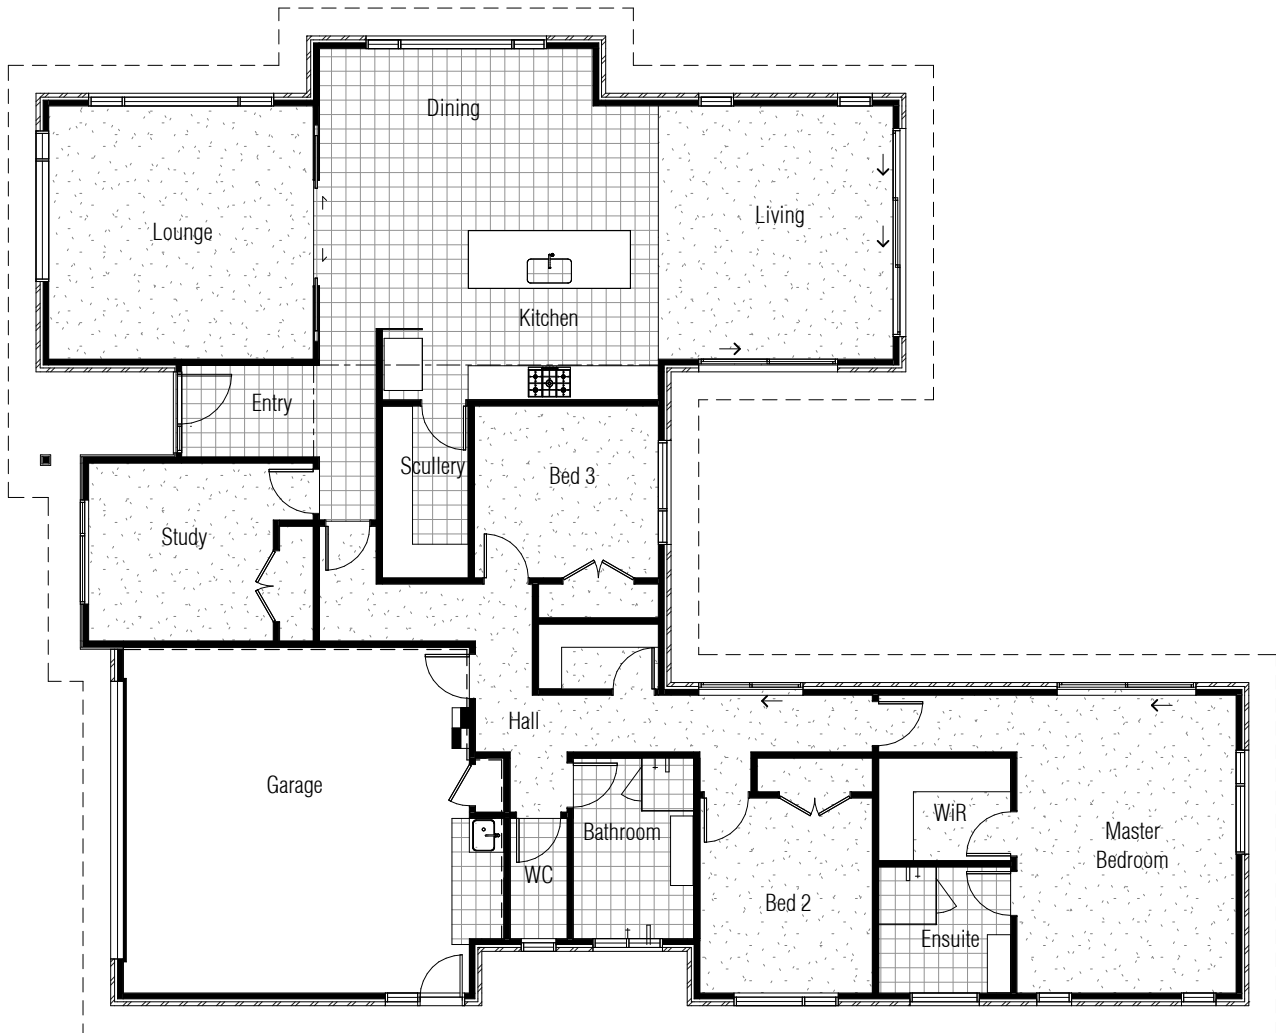 Dining
Living
Lounge
Kitchen
Entry
Scullery
Bed 3
Study
Hall
Garage
WiR
Master
Bedroom
Bathroom
WC
Bed 2
Ensuite